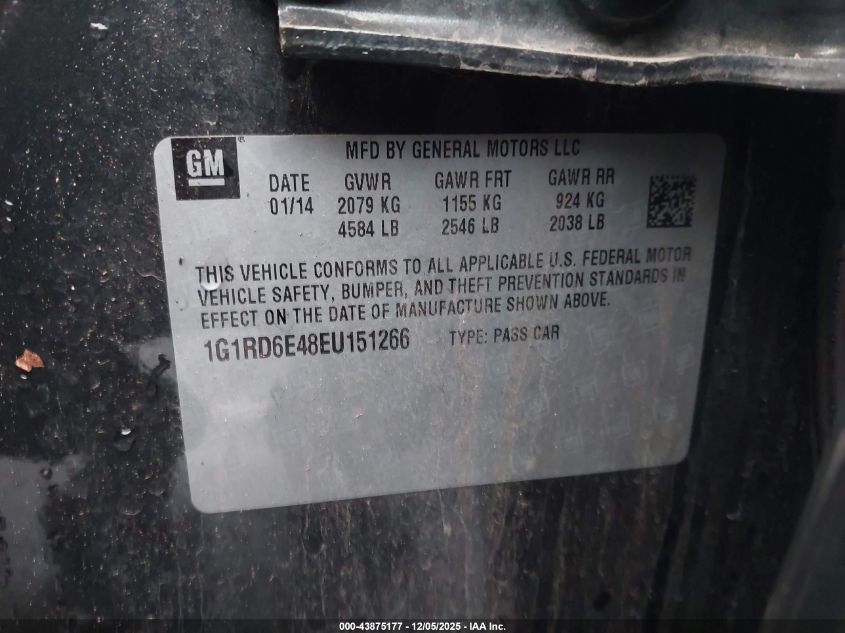 GM ®
MFD BY GENERAL MOTORS LLC
DATE GVWR GAWR FRT GAWR RR
01/14 2079 KG 1155 KG 924 KG
4584 LB 2546 LB 2038 LB
THIS VEHICLE CONFORMS TO ALL APPLICABLE U.S. FEDERAL MOTOR
VEHICLE SAFETY, BUMPER, AND THEFT PREVENTION STANDARDS IN
EFFECT ON THE DATE OF MANUFACTURE SHOWN ABOVE.
1G1RD6E48EU151266 TYPE: PASS CAR
000-43875177 - 12/05/2025 - IAA Inc.